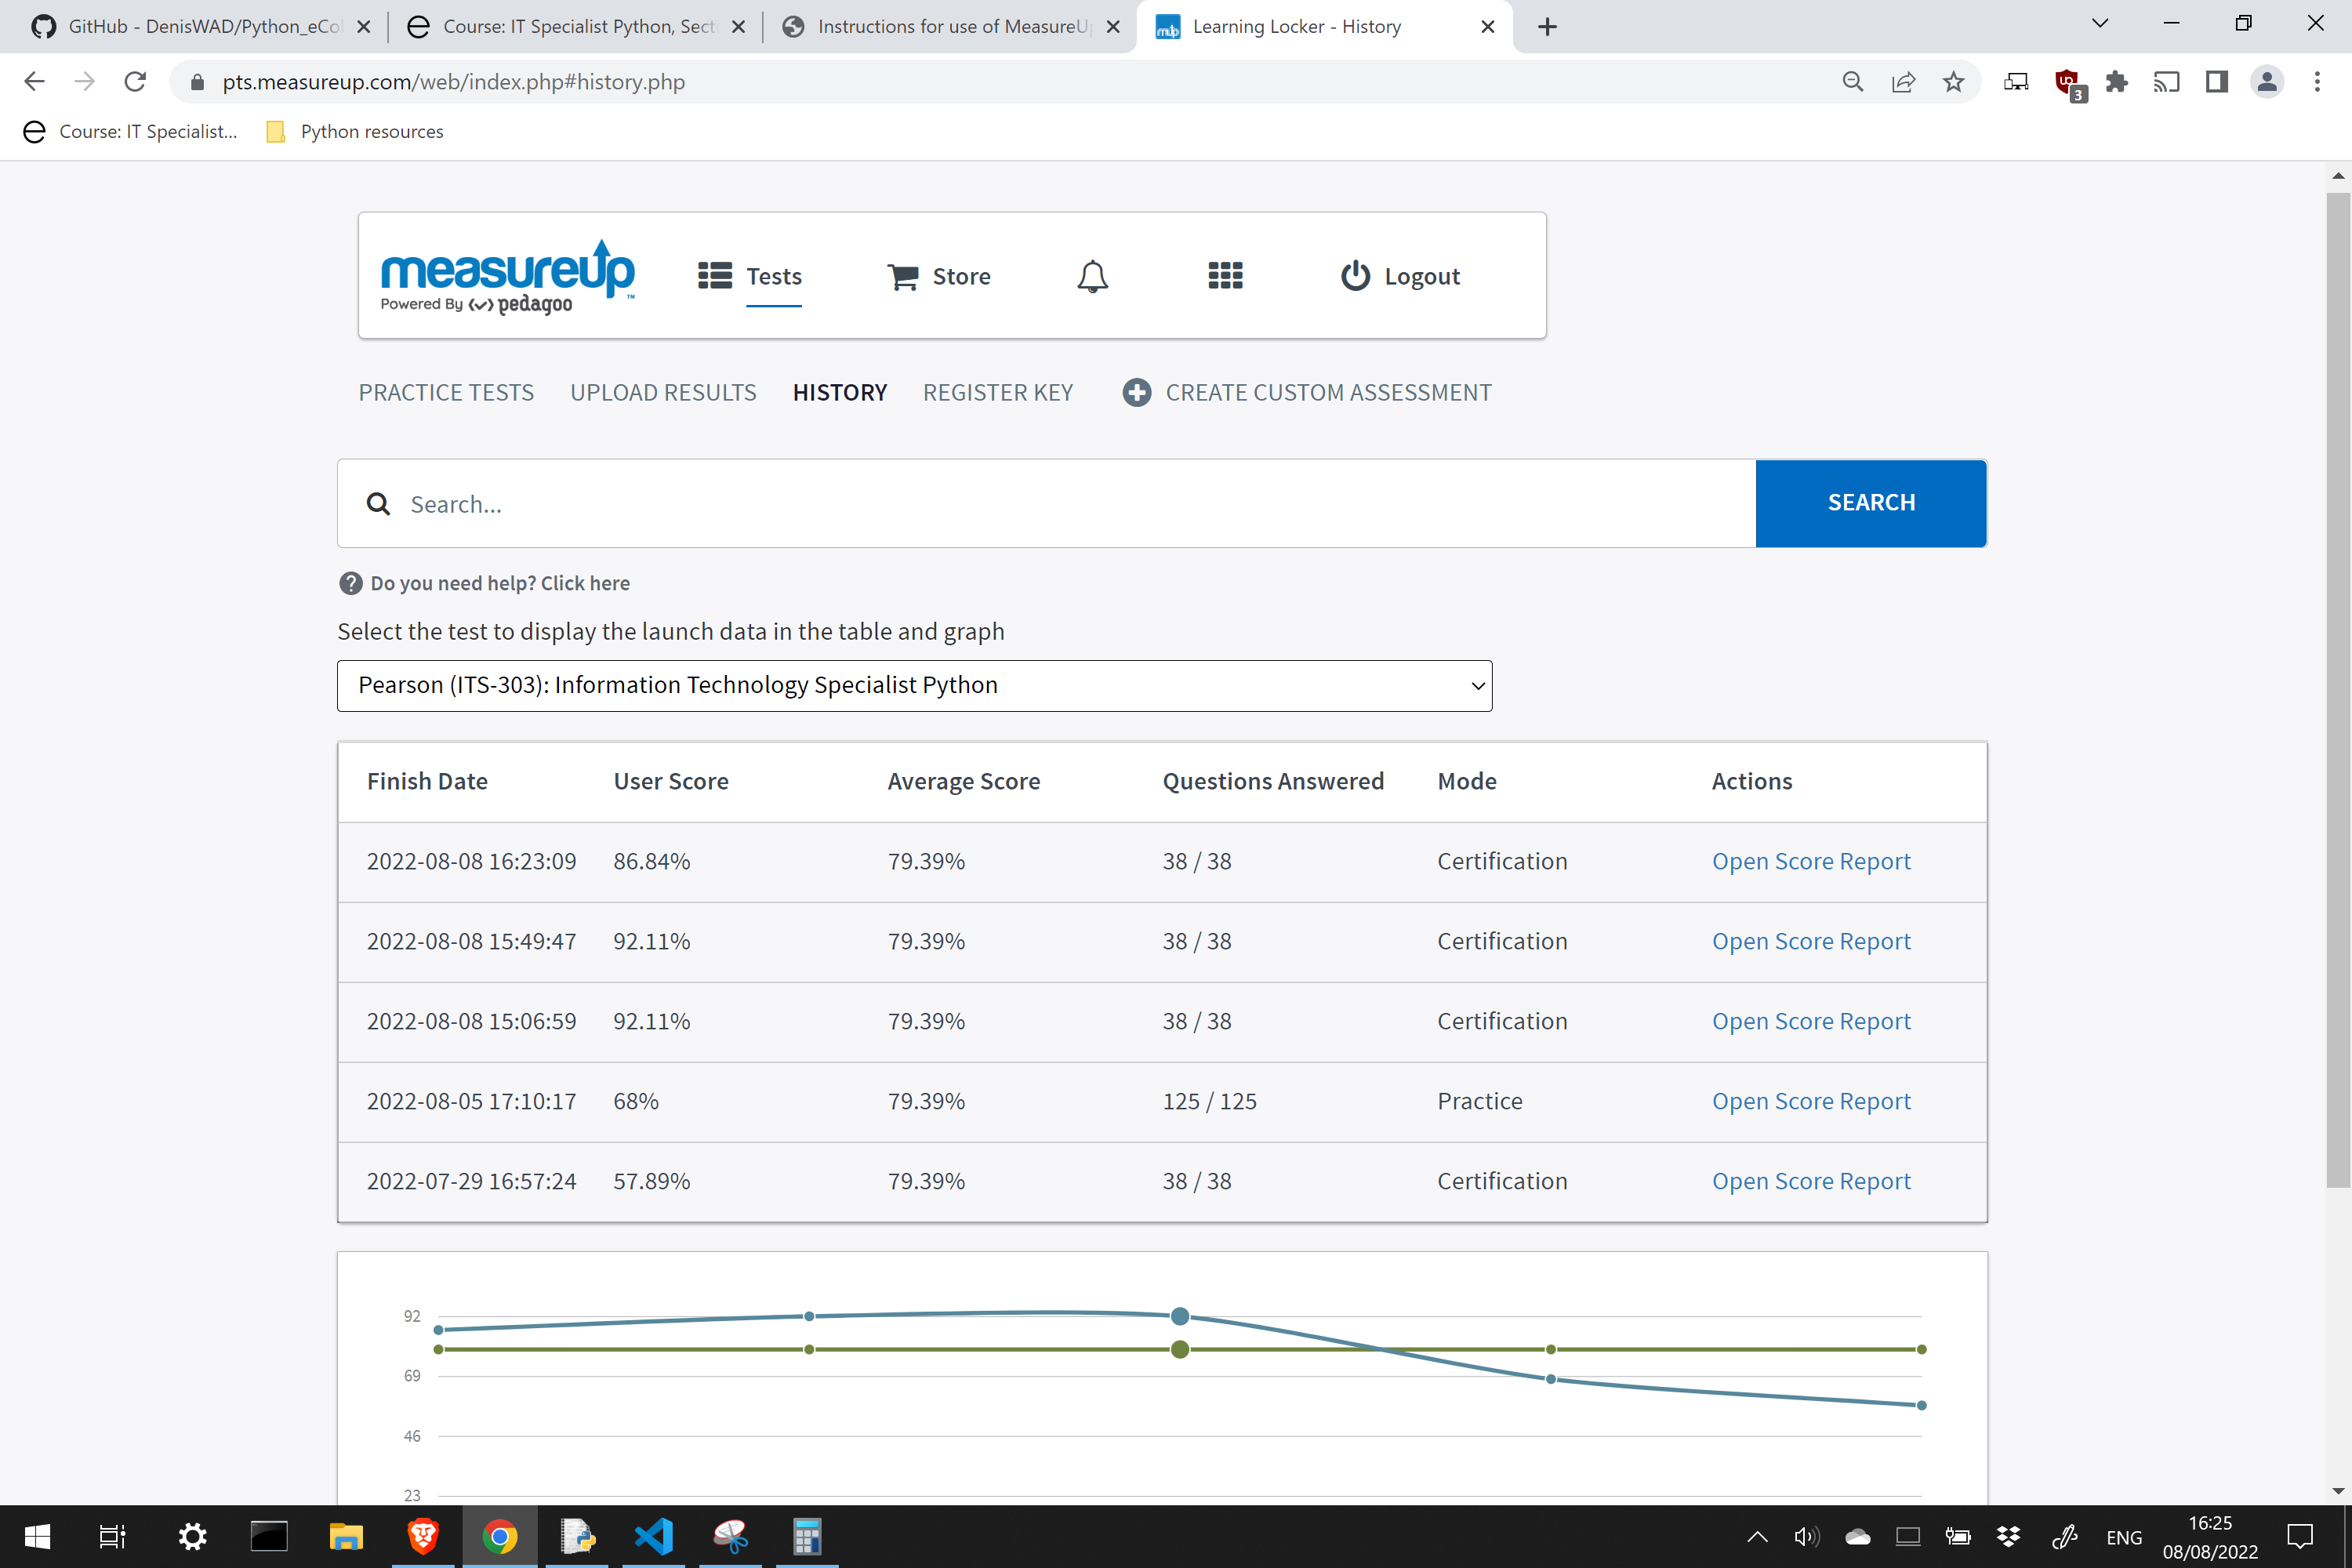 GitHub - DenisWAD/Python_eCol
Course: IT Specialist Python, Secti
Instructions for use of MeasureUp
Learning Locker - History
pts.measureup.com/web/index.php#history.php
3
Course: IT Specialist...
Python resources
measureup™
Powered By pedagoo
Tests
Store
Logout
PRACTICE TESTS
UPLOAD RESULTS
HISTORY
REGISTER KEY
CREATE CUSTOM ASSESSMENT
Search...
SEARCH
Do you need help? Click here
Select the test to display the launch data in the table and graph
Pearson (ITS-303): Information Technology Specialist Python
Finish Date User Score Average Score Questions Answered Mode Actions
2022-08-08 16:23:09 86.84% 79.39% 38 / 38 Certification Open Score Report
2022-08-08 15:49:47 92.11% 79.39% 38 / 38 Certification Open Score Report
2022-08-08 15:06:59 92.11% 79.39% 38 / 38 Certification Open Score Report
2022-08-05 17:10:17 68% 79.39% 125 / 125 Practice Open Score Report
2022-07-29 16:57:24 57.89% 79.39% 38 / 38 Certification Open Score Report
92
69
46
23
ENG
16:25
08/08/2022